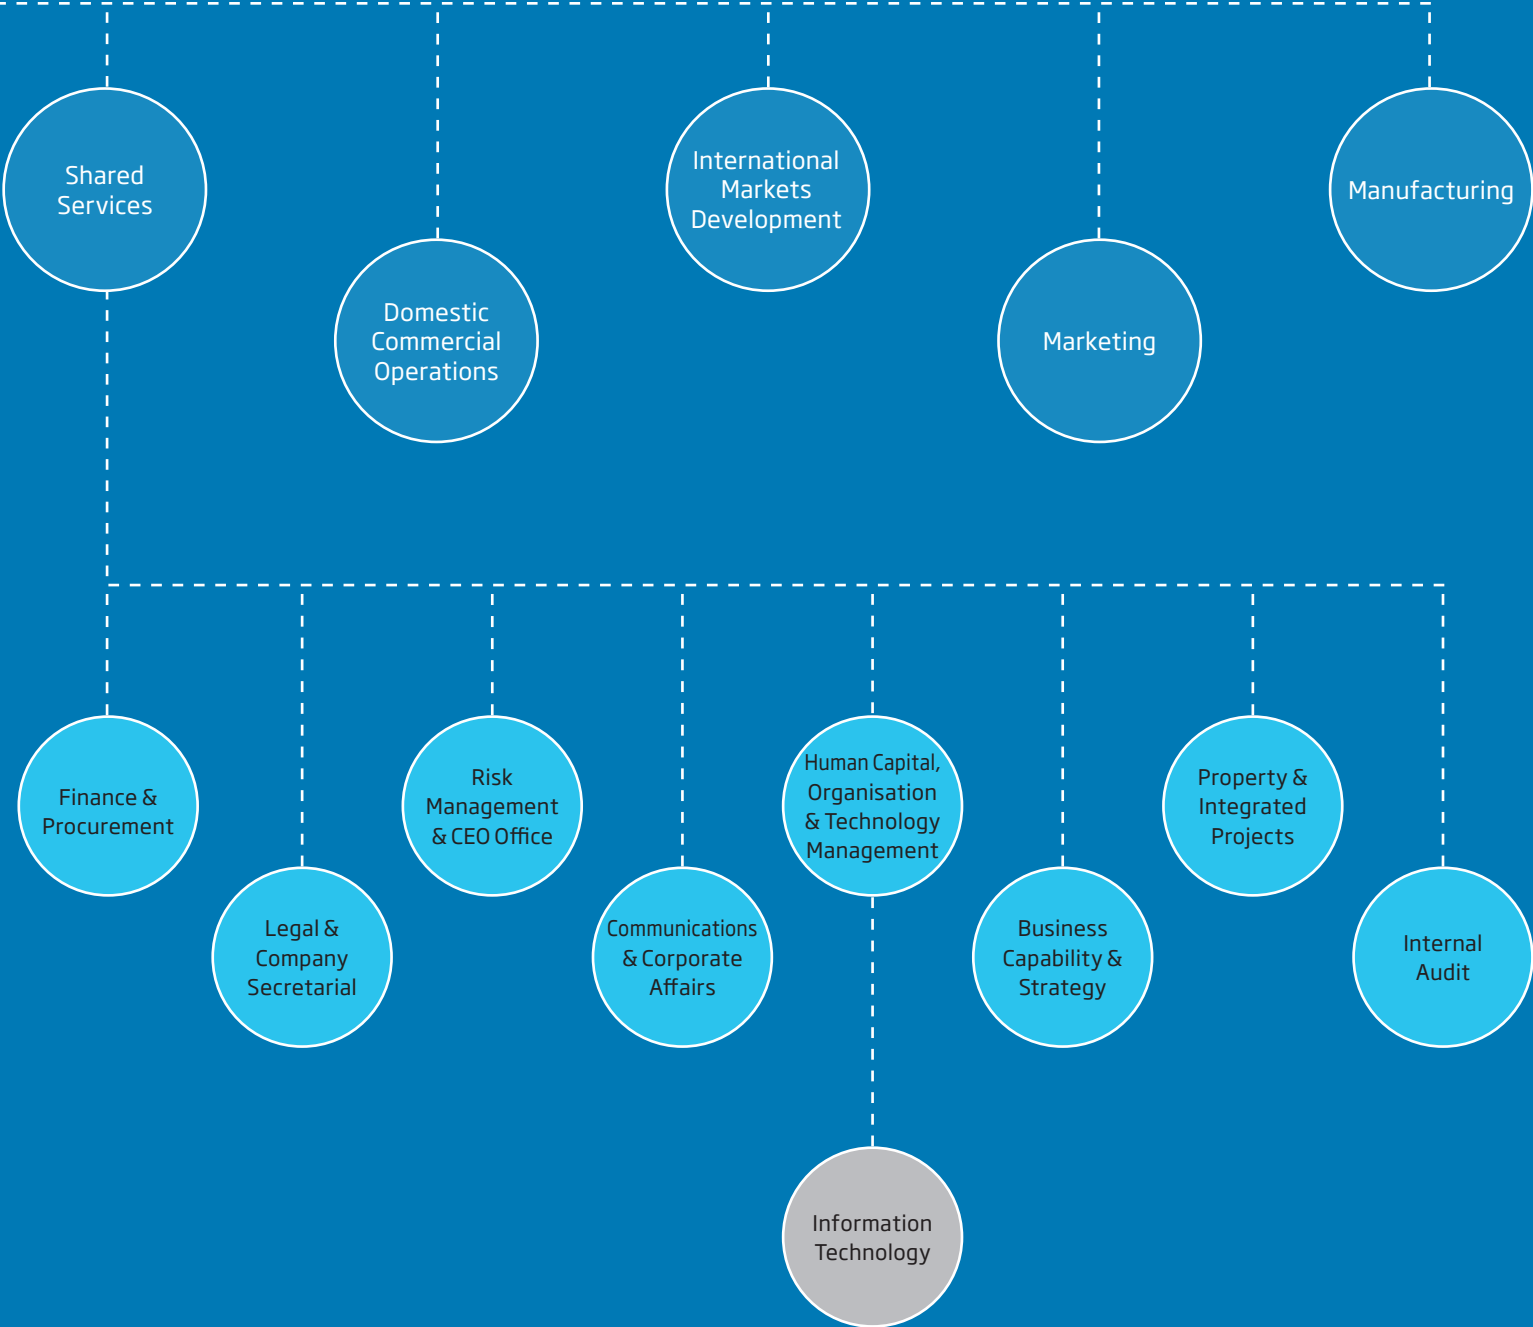 Shared
Services
Domestic
Commercial
Operations
International
Markets
Development
Marketing
Manufacturing
Finance &
Procurement
Legal &
Company
Secretarial
Risk
Management
& CEO Office
Communications
& Corporate
Affairs
Human Capital,
Organisation
& Technology
Management
Business
Capability &
Strategy
Property &
Integrated
Projects
Internal
Audit
Information
Technology